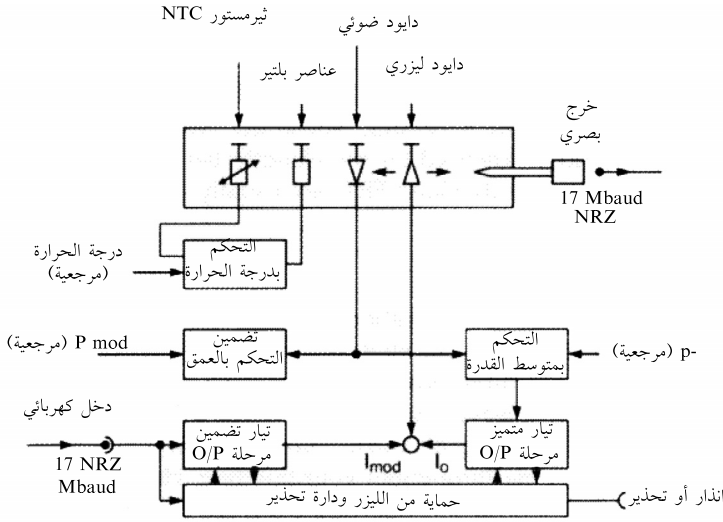 ثيرمستور NTC
دايود ضوئي
عناصر بلتير
دايود ليزري
خرج
بصري
17 Mbaud
NRZ
درجة الحرارة
(مرجعية)
التحكم
بدرجة الحرارة
P mod (مرجعية)
تضمين
التحكم بالعمق
التحكم
بمتوسط القدرة
p- (مرجعية)
دخل كهربائي
17 NRZ
Mbaud
تيار تضمين
مرحلة O/P
I mod
I o
تيار متميز
مرحلة O/P
حماية من الليزر ودارة تحذير
انذار أو تحذير